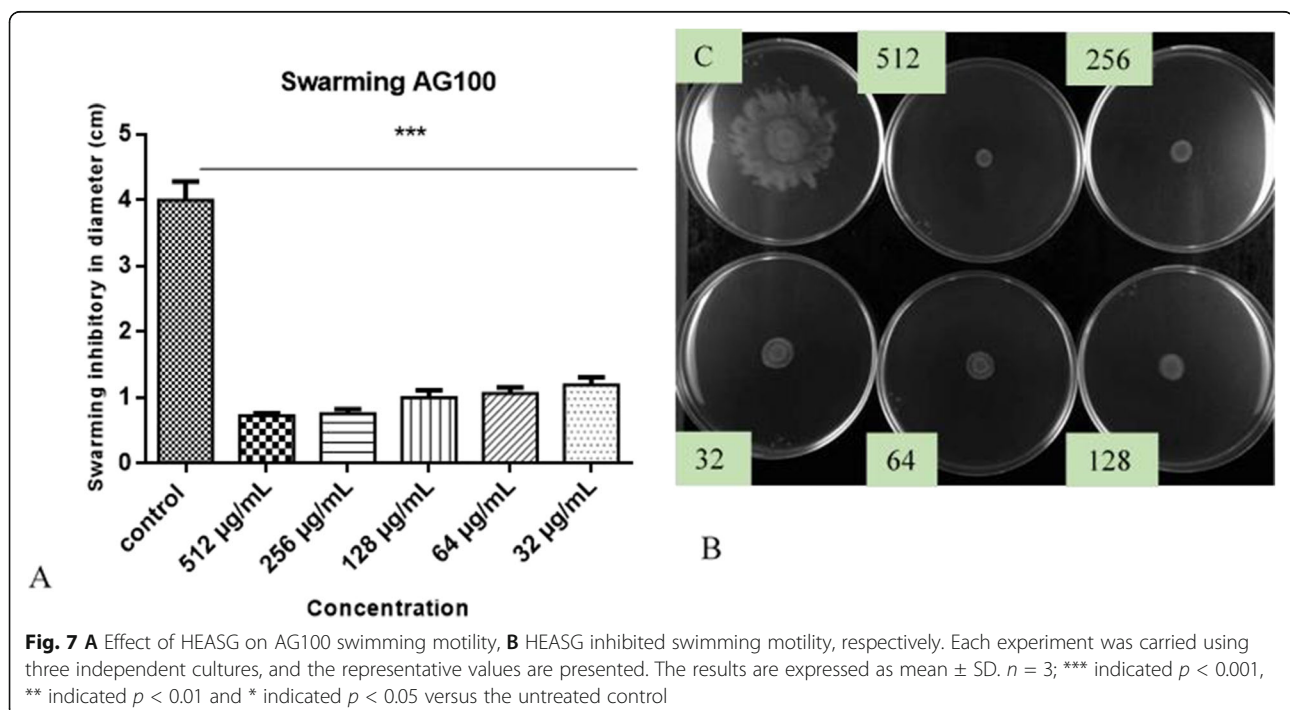 Swarming AG100
***
Swarming inhibitory in diameter (cm)
5
4
3
2
1
0
control
512 µg/mL
256 µg/mL
128 µg/mL
64 µg/mL
32 µg/mL
Concentration
A
C
512
256
32
64
128
B
Fig. 7 A Effect of HEASG on AG100 swimming motility, B HEASG inhibited swimming motility, respectively. Each experiment was carried using
three independent cultures, and the representative values are presented. The results are expressed as mean ± SD. n = 3; *** indicated p < 0.001,
** indicated p < 0.01 and * indicated p < 0.05 versus the untreated control